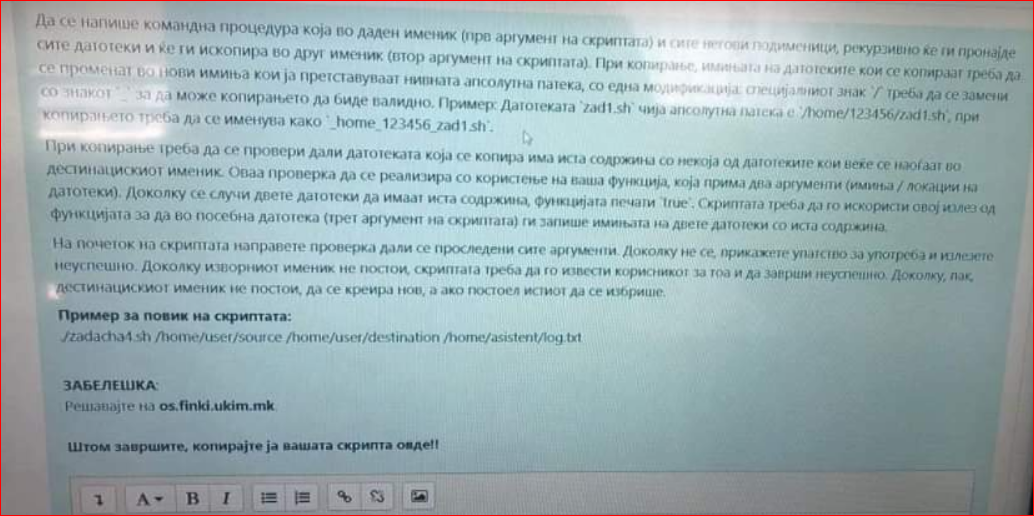 Да се напише командна процедура која во даден именик (прв аргумент на скриптата) и сите негови подименици, рекурзивно ќе ги пронајде
сите датотеки и ќе ги ископира во друг именик (втор аргумент на скриптата). При копирање, имињата на датотеките кои се копираат треба да
се променат во нови имиња кои ја претставуваат нивната апсолутна патека, со една модификација: специјалниот знак `/` треба да се замени
со знакот `_` за да може копирањето да биде валидно. Пример: Датотеката `zad1.sh` чија апсолутна патека е `/home/123456/zad1.sh`, при
копирањето треба да се именува како `_home_123456_zad1.sh`.
При копирање треба да се провери дали датотеката која се копира има иста содржина со некоја од датотеките кои веќе се наоѓаат во
дестинацискиот именик. Оваа проверка да се реализира со користење на ваша функција, која прима два аргументи (имиња / локации на
датотеки). Доколку се случи двете датотеки да имаат иста содржина, функцијата печати `true`. Скриптата треба да го искористи овој излез од
функцијата за да во посебна датотека (трет аргумент на скриптата) ги запише имињата на двете датотеки со иста содржина.
На почеток на скриптата направете проверка дали се проследени сите аргументи. Доколку не се, прикажете упатство за употреба и излезете
неуспешно. Доколку изворниот именик не постои, скриптата треба да го извести корисникот за тоа и да заврши неуспешно. Доколку, пак,
дестинацискиот именик не постои, да се креира нов, а ако постоел истиот да се избрише.
Пример за повик на скриптата:
./zadacha4.sh /home/user/source /home/user/destination /home/asistent/log.txt
ЗАБЕЛЕШКА:
Решавајте на os.finki.ukim.mk
Штом завршите, копирајте ја вашата скрипта овде!!
A
B
I